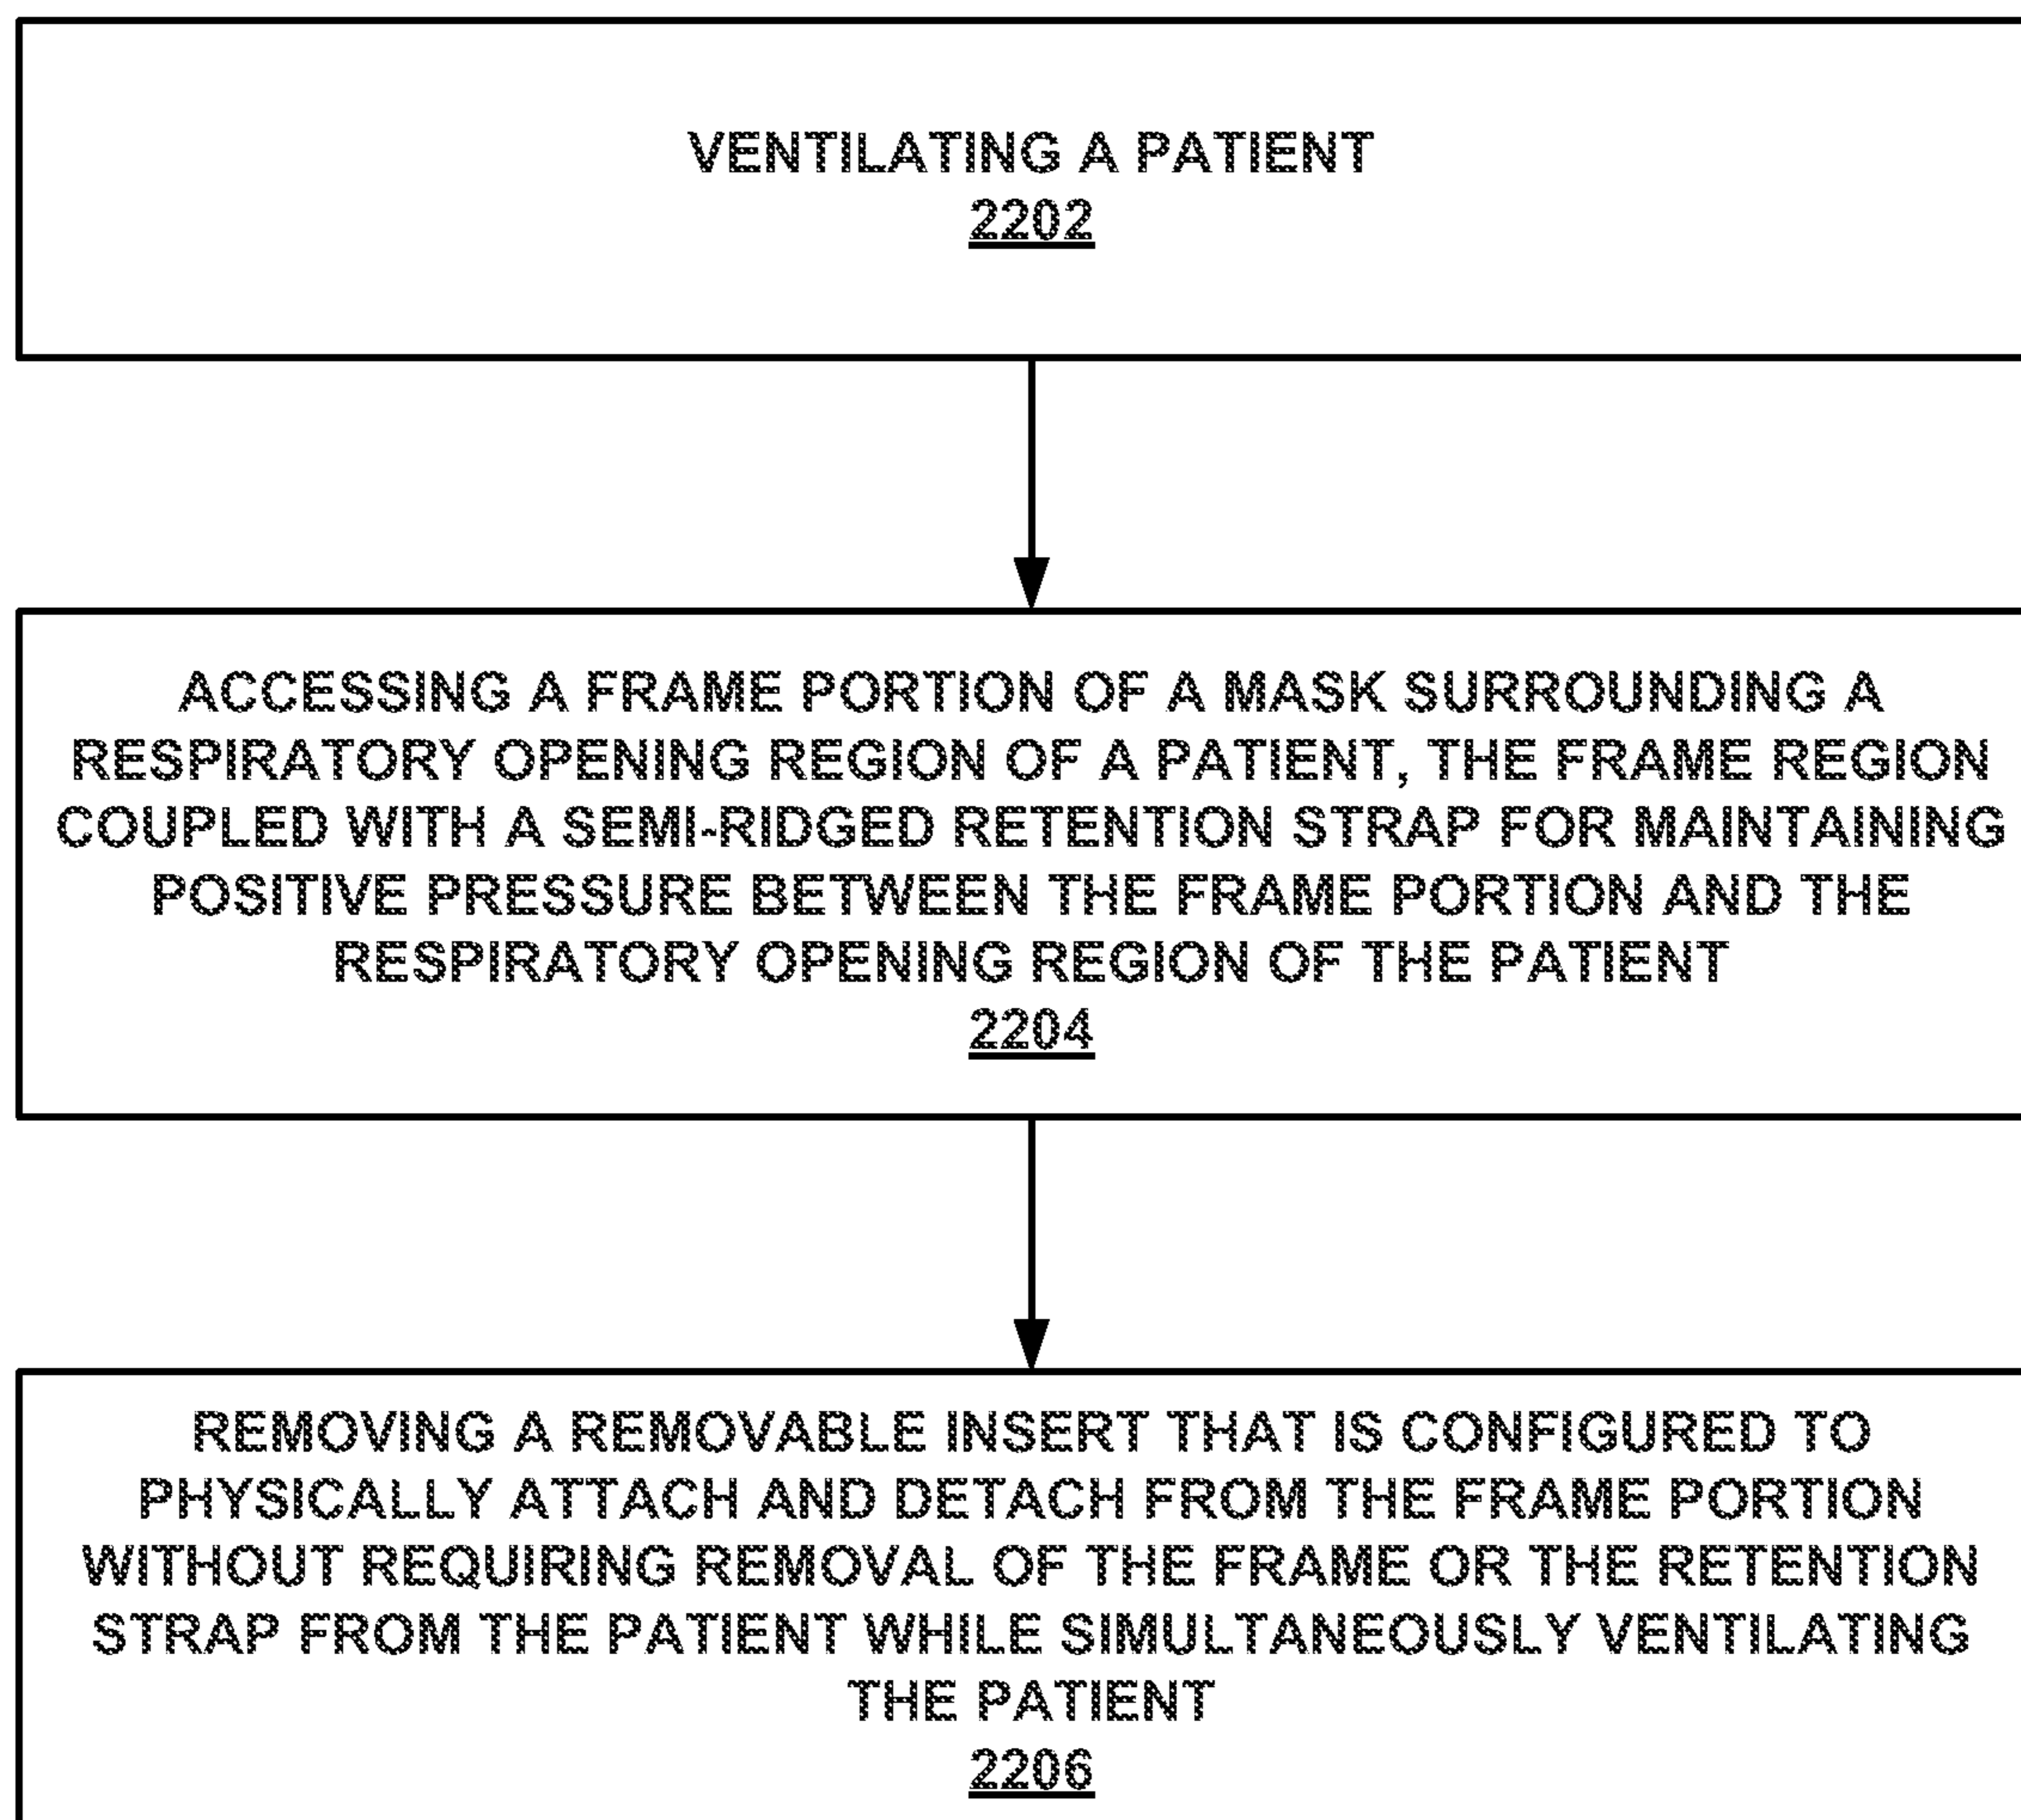 VENTILATING A PATIENT
2202
ACCESSING A FRAME PORTION OF A MASK SURROUNDING A
RESPIRATORY OPENING REGION OF A PATIENT, THE FRAME REGION
COUPLED WITH A SEMI-RIDGED RETENTION STRAP FOR MAINTAINING
POSITIVE PRESSURE BETWEEN THE FRAME PORTION AND THE
RESPIRATORY OPENING REGION OF THE PATIENT
2204
REMOVING A REMOVABLE INSERT THAT IS CONFIGURED TO
PHYSICALLY ATTACH AND DETACH FROM THE FRAME PORTION
WITHOUT REQUIRING REMOVAL OF THE FRAME OR THE RETENTION
STRAP FROM THE PATIENT WHILE SIMULTANEOUSLY VENTILATING
THE PATIENT
2206